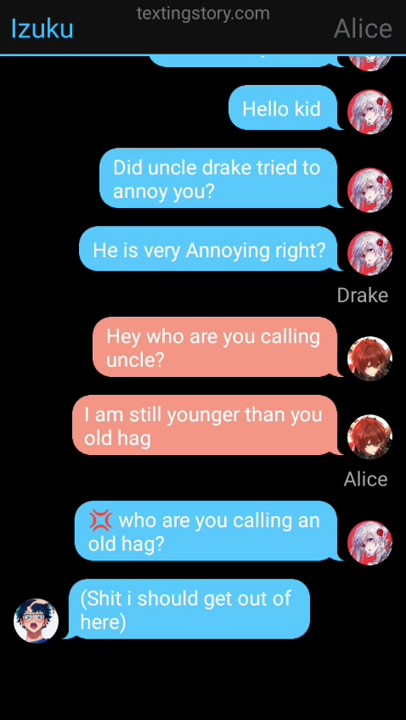 textingstory.com
Izuku
Alice
Hello kid
Did uncle drake tried to
annoy you?
He is very Annoying right?
Drake
Hey who are you calling
uncle?
I am still younger than you
old hag
Alice
💢 who are you calling an
old hag?
(Shit i should get out of
here)